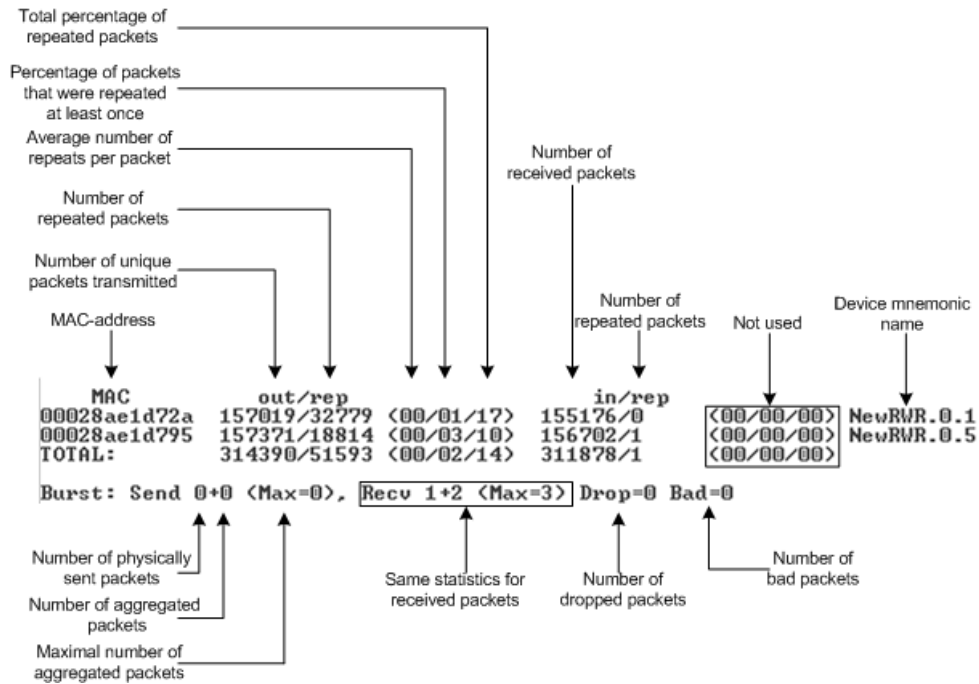 Total percentage of
repeated packets
Percentage of packets
that were repeated
at least once
Average number of
repeats per packet
Number of
received packets
Number of
repeated packets
Number of unique
packets transmitted
MAC-address
Number of
repeated packets
Not used
Device mnemonic
name
MAC out/rep in/rep
00028ae1d72a 157019/32779 (00/01/17) 155176/0 (00/00/00) NewRWR.0.1
00028ae1d795 157371/18814 (00/03/10) 156702/1 (00/00/00) NewRWR.0.5
TOTAL: 314390/51593 (00/02/14) 311878/1 (00/00/00)
Burst: Send 0+0 (Max=0), Recv 1+2 (Max=3) Drop=0 Bad=0
Number of physically
sent packets
Number of aggregated
packets
Maximal number of
aggregated packets
Same statistics for
received packets
Number of
dropped packets
Number of
bad packets